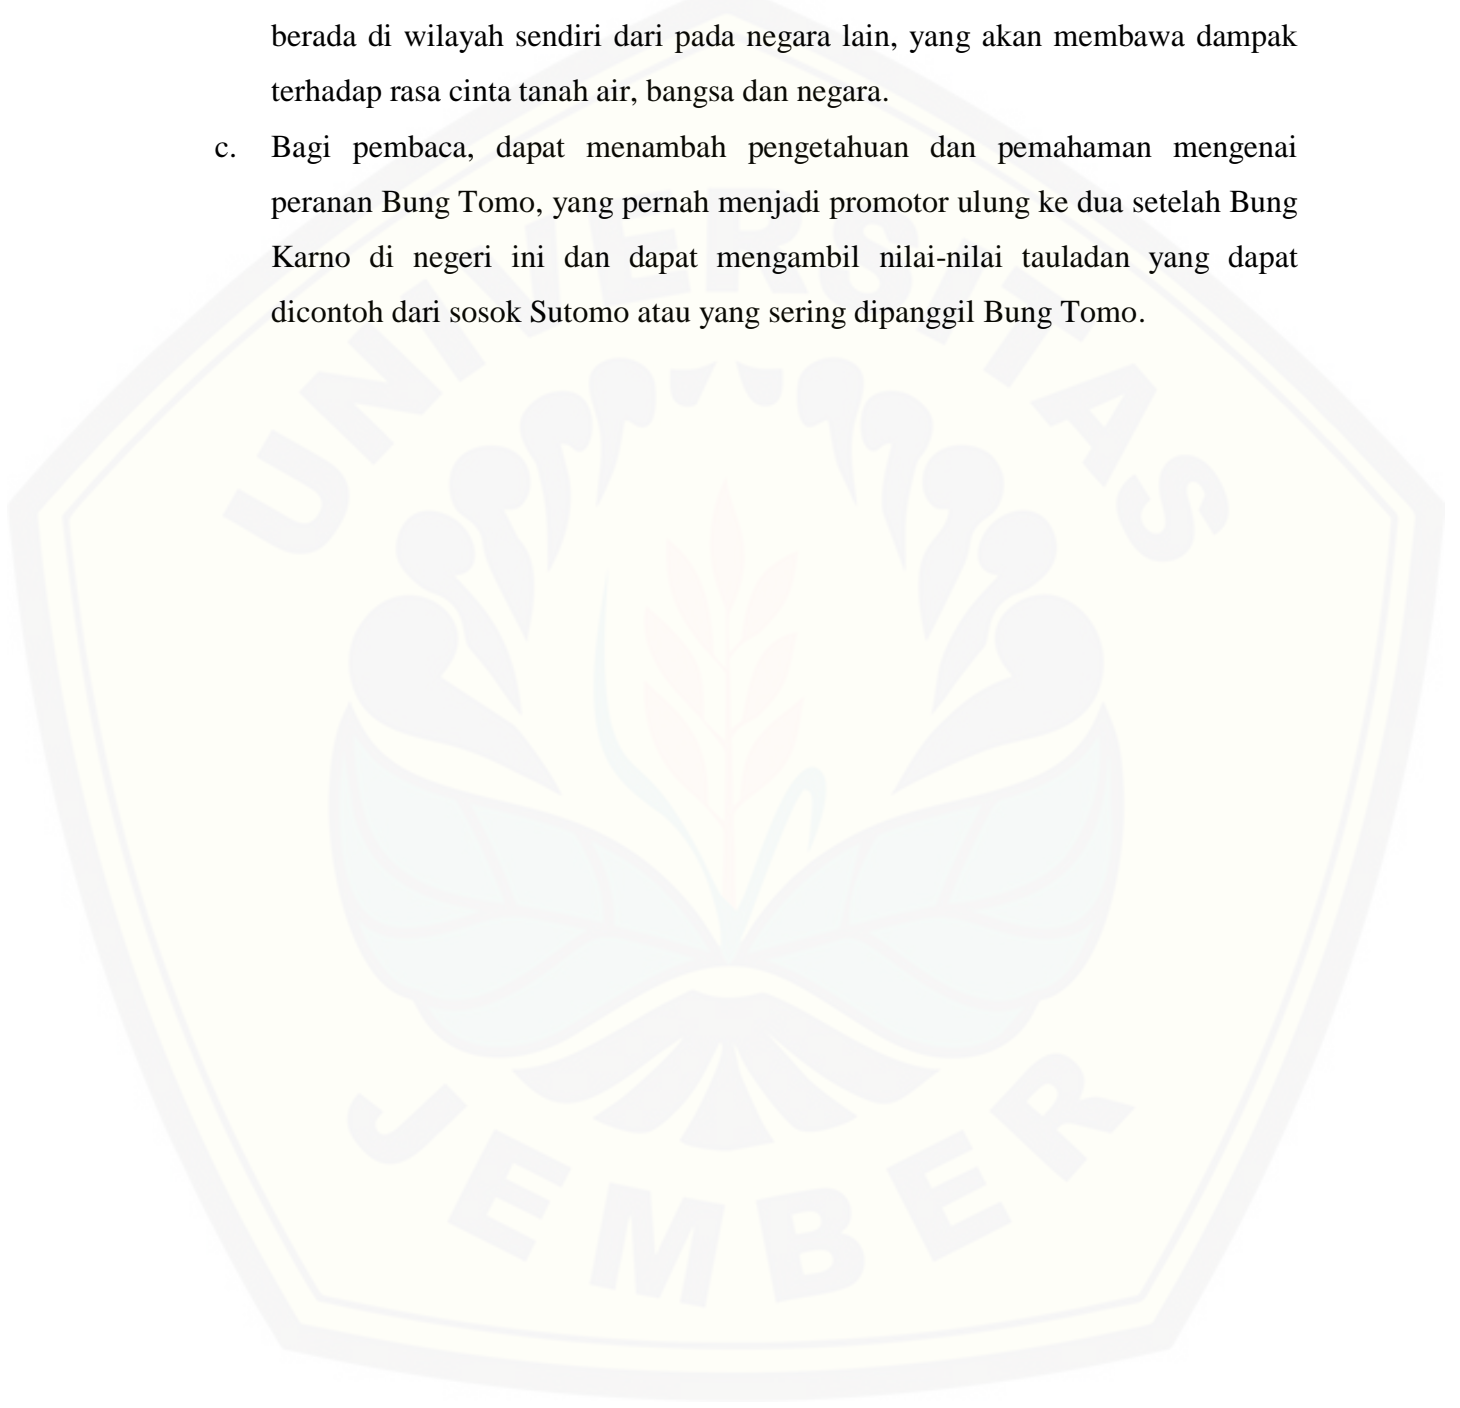 berada di wilayah sendiri dari pada negara lain, yang akan membawa dampak
terhadap rasa cinta tanah air, bangsa dan negara.
c. Bagi pembaca, dapat menambah pengetahuan dan pemahaman mengenai
peranan Bung Tomo, yang pernah menjadi promotor ulung ke dua setelah Bung
Karno di negeri ini dan dapat mengambil nilai-nilai tauladan yang dapat
dicontoh dari sosok Sutomo atau yang sering dipanggil Bung Tomo.
UNIVERSITAS
JEMBER